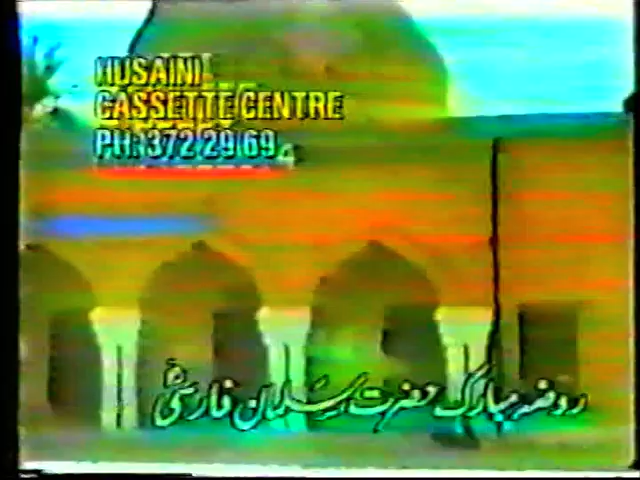 HUSAINI
CASSETTE CENTRE
PH: 372 29 69
روضہ مبارک حضرت سلمان فارسی